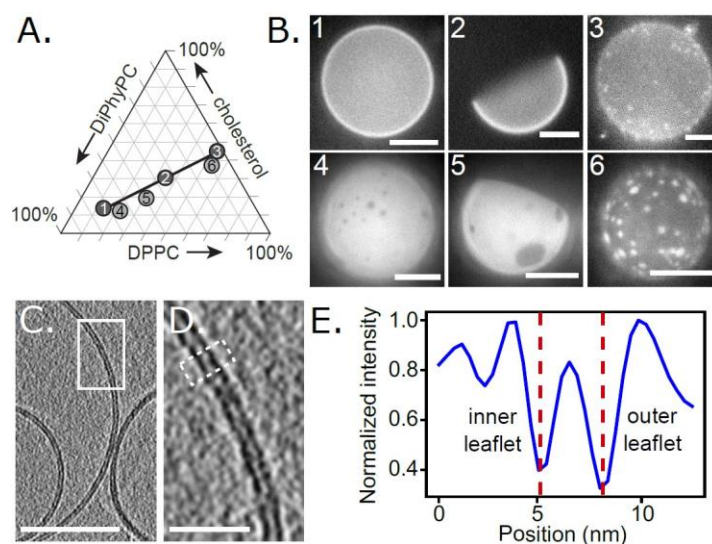 A.
100%
DiPhyPC
cholesterol
3
6
2
5
1
4
100%
DPPC
100%
B.
1
2
3
4
5
6
C.
D.
E.
Normalized intensity
1.0
0.8
0.6
0.4
inner
leaflet
outer
leaflet
0
5
10
Position (nm)